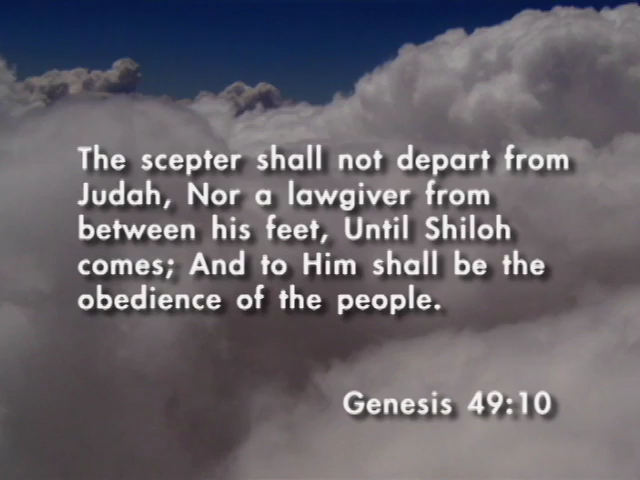 The scepter shall not depart from
Judah, Nor a lawgiver from
between his feet, Until Shiloh
comes; And to Him shall be the
obedience of the people.
Genesis 49:10